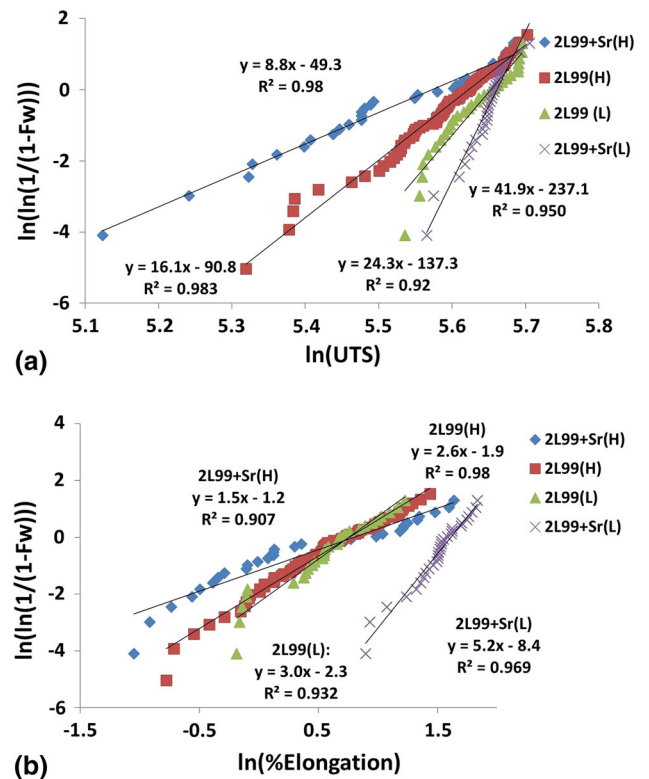 2
0
-2
-4
-6
ln(ln(1/(1-Fw)))
y = 8.8x - 49.3
R² = 0.98
2L99+Sr(H)
2L99(H)
2L99 (L)
2L99+Sr(L)
41.9x - 237.1
R² = 0.950
y = 16.1x - 90.8
R² = 0.983
y = 24.3x - 137.3
R² = 0.92
5.1 5.2 5.3 5.4 5.5 5.6 5.7 5.8
(a) ln(UTS)
4
2
0
-2
-4
-6
ln(ln(1/(1-Fw)))
2L99(H)
y = 2.6x - 1.9
R² = 0.98
2L99+Sr(H)
y = 1.5x - 1.2
R² = 0.907
2L99+Sr(H)
2L99(H)
2L99(L)
2L99+Sr(L)
2L99+Sr(L)
y = 5.2x - 8.4
R² = 0.969
2L99(L):
y = 3.0x - 2.3
R² = 0.932
-1.5 -0.5 0.5 1.5
(b) ln(%Elongation)